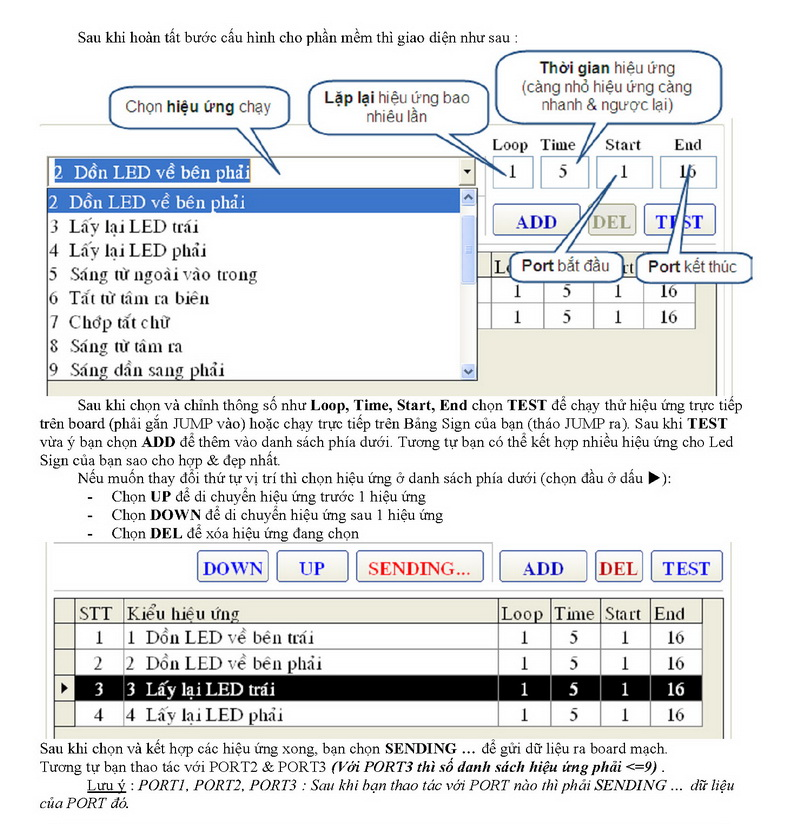 Sau khi hoàn tất bước cấu hình cho phần mềm thì giao diện như sau :
Chọn hiệu ứng chạy
Lặp lại hiệu ứng bao
nhiêu lần
Thời gian hiệu ứng
(càng nhỏ hiệu ứng càng
nhanh & ngược lại)
Loop Time Start End
2 Dồn LED về bên phải
1 5 1 16
2 Dồn LED về bên phải
3 Lấy lại LED trái
4 Lấy lại LED phải
5 Sáng từ ngoài vào trong
6 Tắt từ tâm ra biên
7 Chớp tắt chữ
8 Sáng từ tâm ra
9 Sáng dần sang phải
ADD DEL TEST
Port bắt đầu
Port kết thúc
1 5 1 16
1 5 1 16
Sau khi chọn và chỉnh thông số như Loop, Time, Start, End chọn TEST để chạy thử hiệu ứng trực tiếp
trên board (phải gắn JUMP vào) hoặc chạy trực tiếp trên Bảng Sign của bạn (tháo JUMP ra). Sau khi TEST
vừa ý bạn chọn ADD để thêm vào danh sách phía dưới. Tương tự bạn có thể kết hợp nhiều hiệu ứng cho Led
Sign của bạn sao cho hợp & đẹp nhất.
Nếu muốn thay đổi thứ tự vị trí thì chọn hiệu ứng ở danh sách phía dưới (chọn đầu ở dấu ►):
- Chọn UP để di chuyển hiệu ứng trước 1 hiệu ứng
- Chọn DOWN để di chuyển hiệu ứng sau 1 hiệu ứng
- Chọn DEL để xóa hiệu ứng đang chọn
DOWN UP SENDING... ADD DEL TEST
STT Kiểu hiệu ứng Loop Time Start End
1 1 Dồn LED về bên trái 1 5 1 16
2 2 Dồn LED về bên phải 1 5 1 16
3 3 Lấy lại LED trái 1 5 1 16
4 4 Lấy lại LED phải 1 5 1 16
Sau khi chọn và kết hợp các hiệu ứng xong, bạn chọn SENDING ... để gửi dữ liệu ra board mạch.
Tương tự bạn thao tác với PORT2 & PORT3 (Với PORT3 thì số danh sách hiệu ứng phải <=9) .
Lưu ý : PORT1, PORT2, PORT3 : Sau khi bạn thao tác với PORT nào thì phải SENDING ... dữ liệu
của PORT đó.